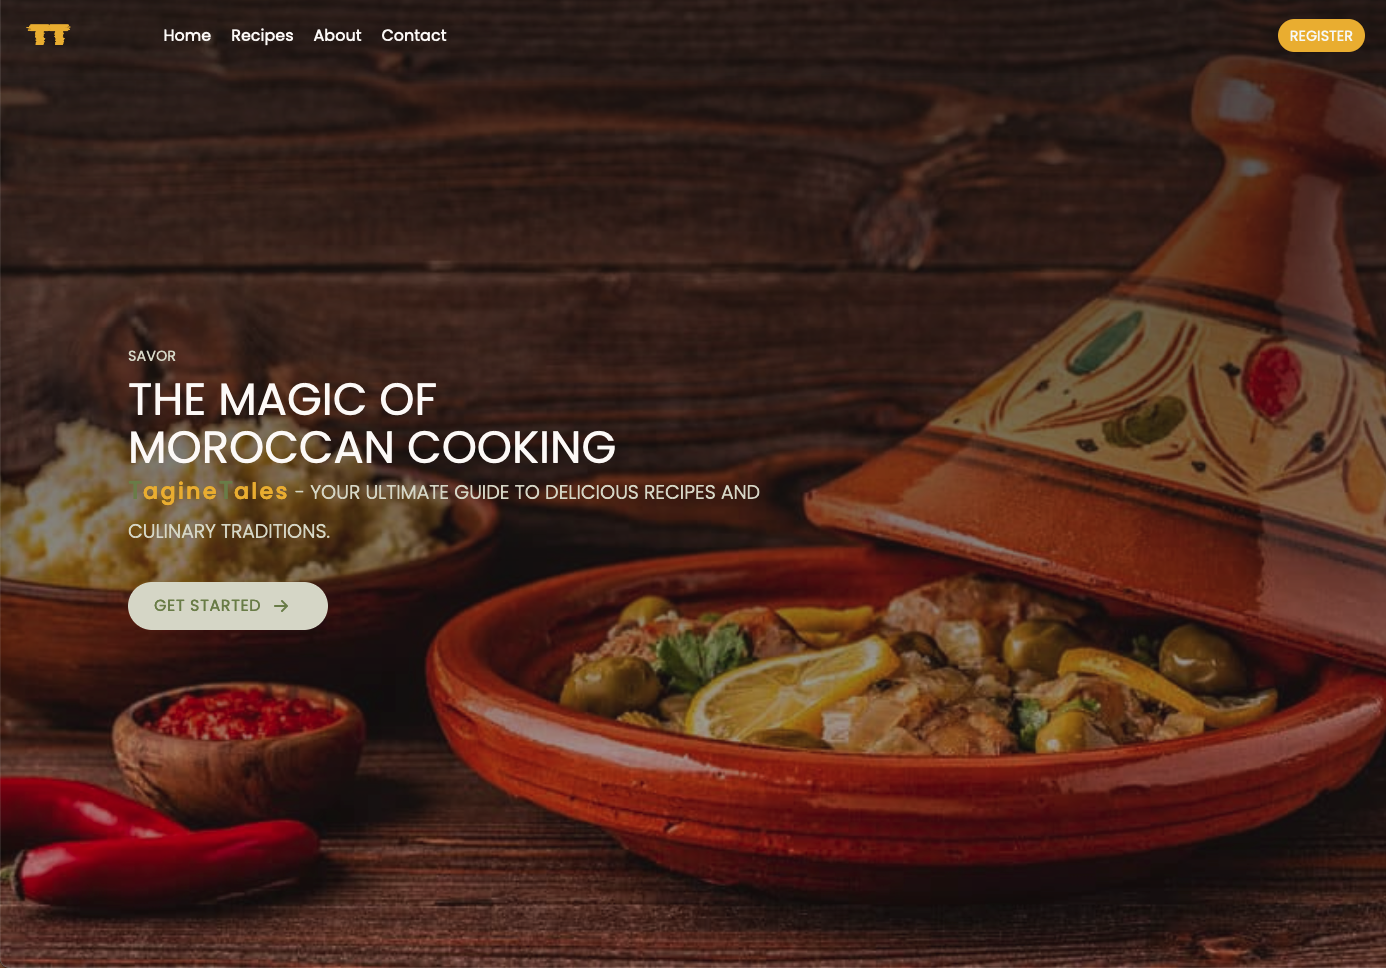 TT
Home Recipes About Contact
REGISTER
SAVOR
THE MAGIC OF
MOROCCAN COOKING
TagineTales - YOUR ULTIMATE GUIDE TO DELICIOUS RECIPES AND
CULINARY TRADITIONS.
GET STARTED →